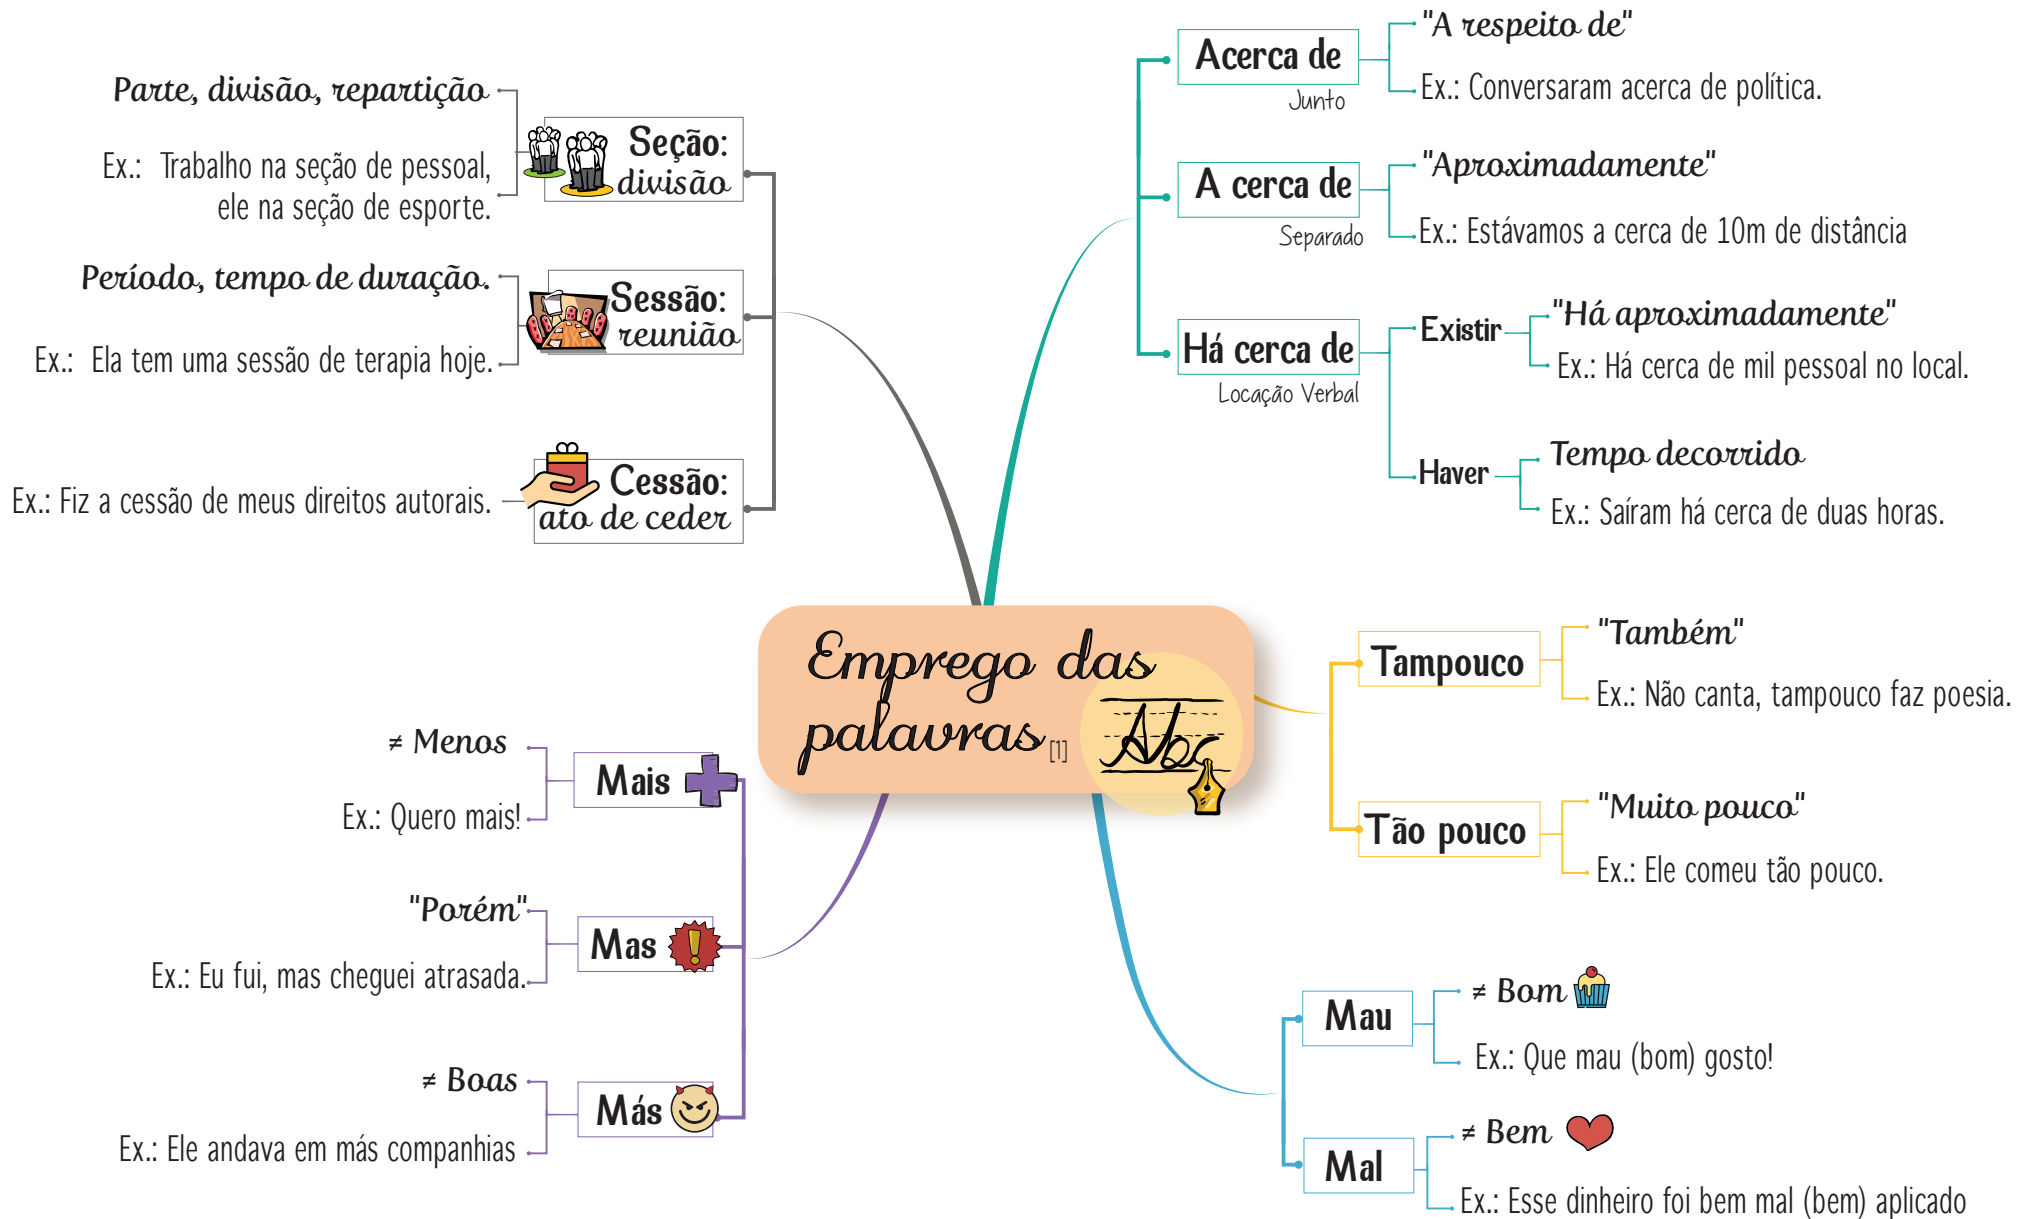 Emprego das
palavras [1]
Abc
Acerca de
Junto
"A respeito de"
Ex.: Conversaram acerca de política.
A cerca de
Separado
"Aproximadamente"
Ex.: Estávamos a cerca de 10m de distância
Há cerca de
Locação Verbal
Existir
"Há aproximadamente"
Ex.: Há cerca de mil pessoal no local.
Haver
Tempo decorrido
Ex.: Saíram há cerca de duas horas.
Tampouco
"Também"
Ex.: Não canta, tampouco faz poesia.
Tão pouco
"Muito pouco"
Ex.: Ele comeu tão pouco.
Mau
≠ Bom
Ex.: Que mau (bom) gosto!
Mal
≠ Bem
Ex.: Esse dinheiro foi bem mal (bem) aplicado
Seção:
divisão
Parte, divisão, repartição
Ex.: Trabalho na seção de pessoal,
ele na seção de esporte.
Sessão:
reunião
Período, tempo de duração.
Ex.: Ela tem uma sessão de terapia hoje.
Cessão:
ato de ceder
Ex.: Fiz a cessão de meus direitos autorais.
Mais
≠ Menos
Ex.: Quero mais!
Mas
"Porém"
Ex.: Eu fui, mas cheguei atrasada.
Más
≠ Boas
Ex.: Ele andava em más companhias